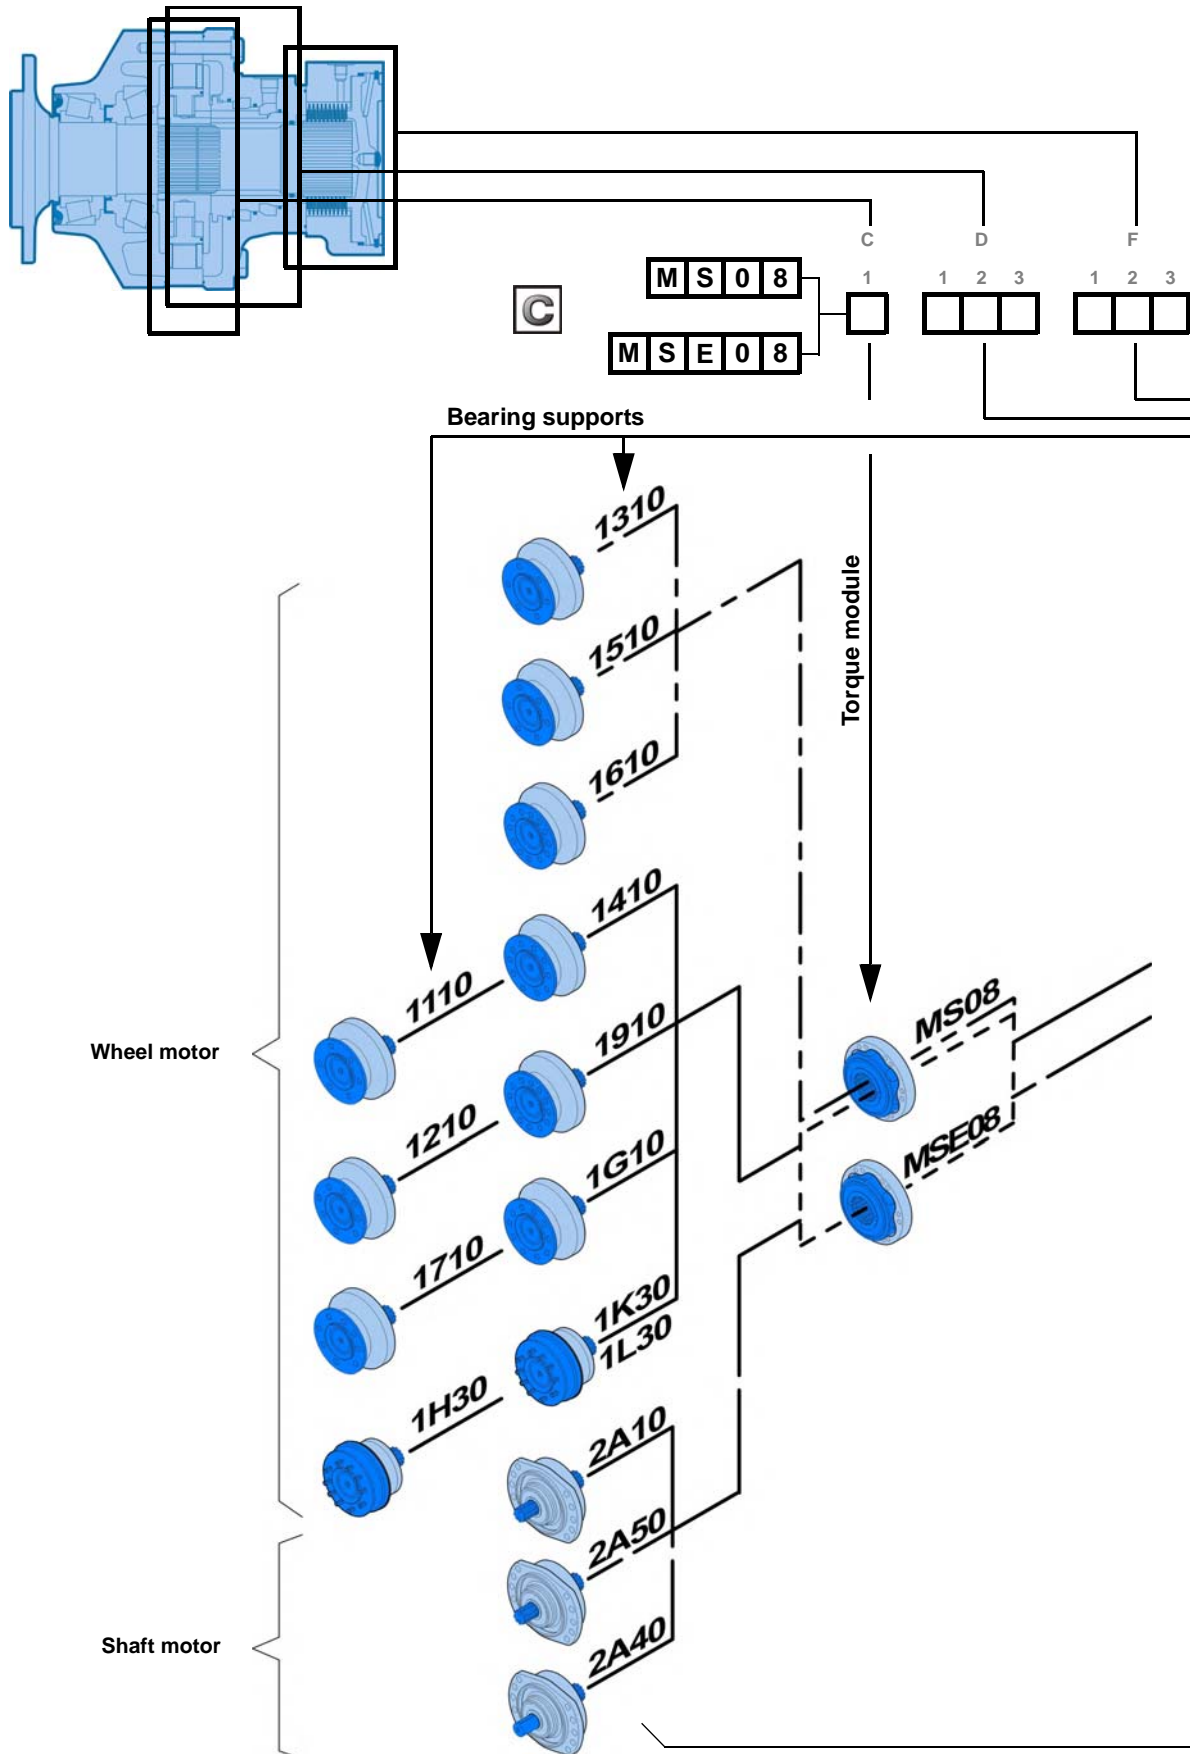 C D F
1 1 2 3 1 2 3
M S 0 8
C
M S E 0 8
Bearing supports
Torque module
1310
1510
1610
1410
1110
1910
MS08
Wheel motor
1210
1G10
MSE08
1710
1K30
1L30
1H30
2A10
2A50
Shaft motor
2A40